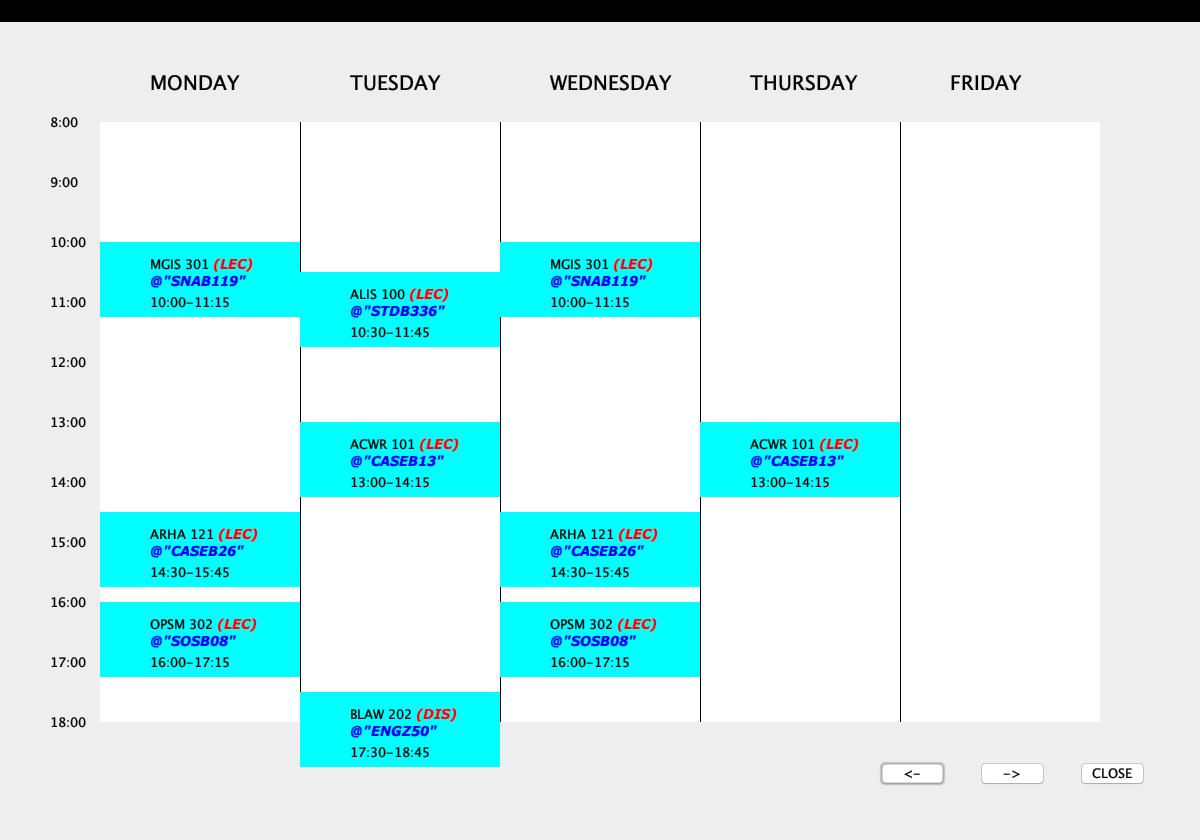 MONDAY TUESDAY WEDNESDAY THURSDAY FRIDAY
8:00
9:00
10:00
MGIS 301 (LEC)
@"SNAB119"
10:00-11:15
ALIS 100 (LEC)
@"STDB336"
10:30-11:45
MGIS 301 (LEC)
@"SNAB119"
10:00-11:15
11:00
12:00
13:00
ACWR 101 (LEC)
@"CASEB13"
13:00-14:15
ACWR 101 (LEC)
@"CASEB13"
13:00-14:15
14:00
ARHA 121 (LEC)
@"CASEB26"
14:30-15:45
ARHA 121 (LEC)
@"CASEB26"
14:30-15:45
15:00
16:00
OPSM 302 (LEC)
@"SOSB08"
16:00-17:15
OPSM 302 (LEC)
@"SOSB08"
16:00-17:15
17:00
BLAW 202 (DIS)
@"ENGZ50"
17:30-18:45
18:00
<- -> CLOSE